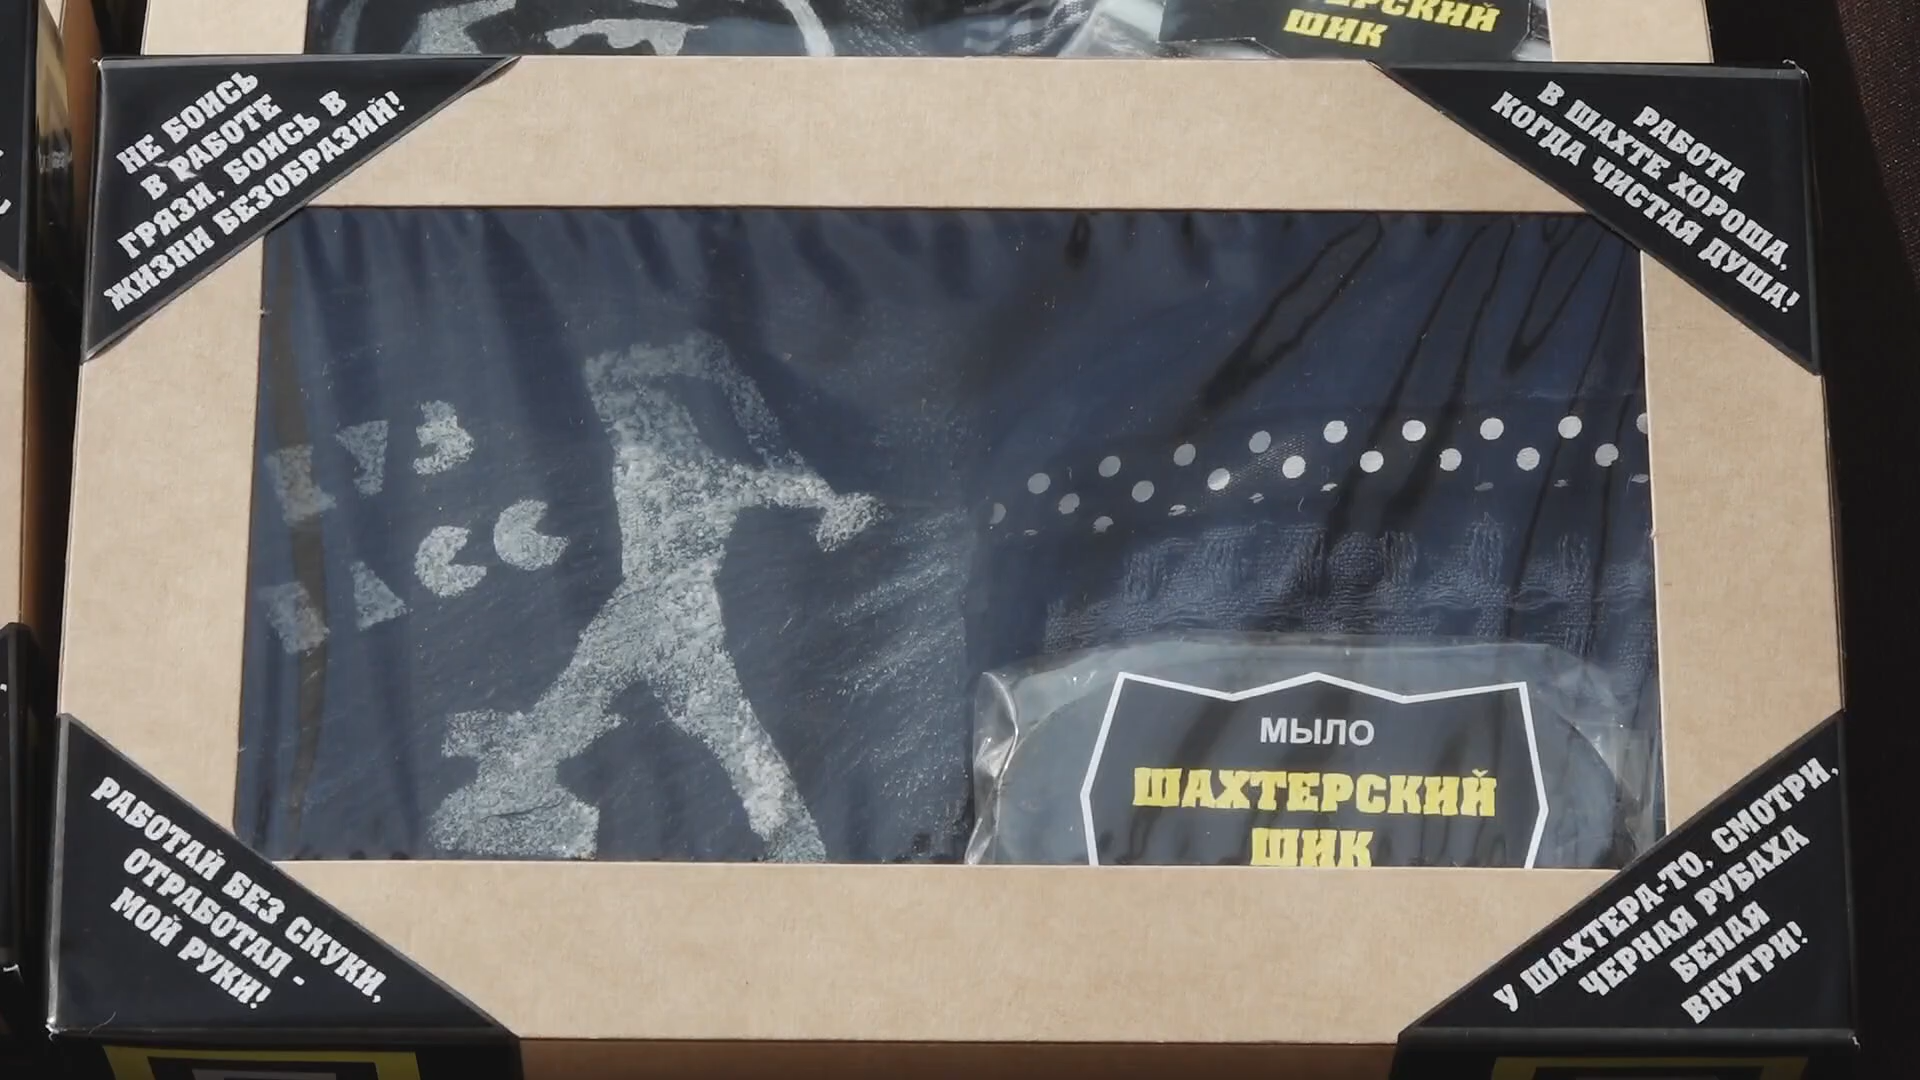 ШИК
НЕ БОИСЬ
В РАБОТЕ
ГРЯЗИ, БОИСЬ В
ЖИЗНИ БЕЗОБРАЗИЙ!
РАБОТА
В ШАХТЕ ХОРОША,
КОГДА ЧИСТАЯ ДУША!
МЫЛО
ШАХТЕРСКИЙ
ШИК
РАБОТАЙ БЕЗ СКУКИ,
ОТРАБОТАЛ -
МОЙ РУКИ!
У ШАХТЕРА-ТО, СМОТРИ,
ЧЕРНАЯ РУБАХА
БЕЛАЯ
ВНУТРИ!